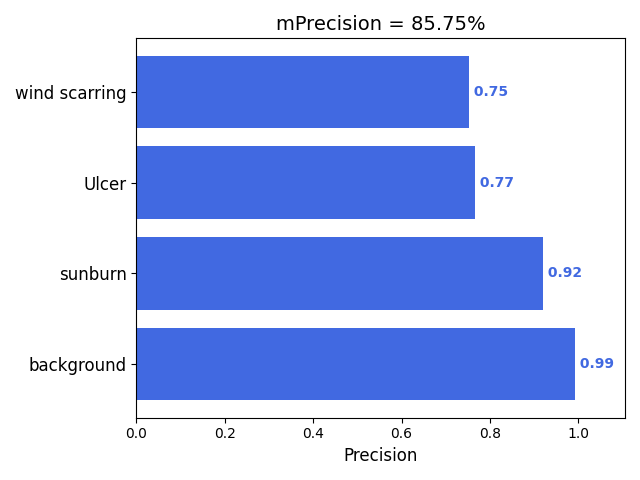 mPrecision = 85.75%
wind scarring 0.75
Ulcer 0.77
sunburn 0.92
background 0.99
0.0 0.2 0.4 0.6 0.8 1.0
Precision